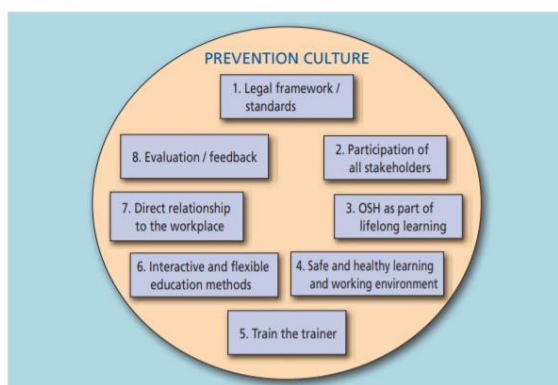 PREVENTION CULTURE
1. Legal framework /
standards
2. Participation of
all stakeholders
3. OSH as part of
lifelong learning
4. Safe and healthy learning
and working environment
5. Train the trainer
6. Interactive and flexible
education methods
7. Direct relationship
to the workplace
8. Evaluation / feedback